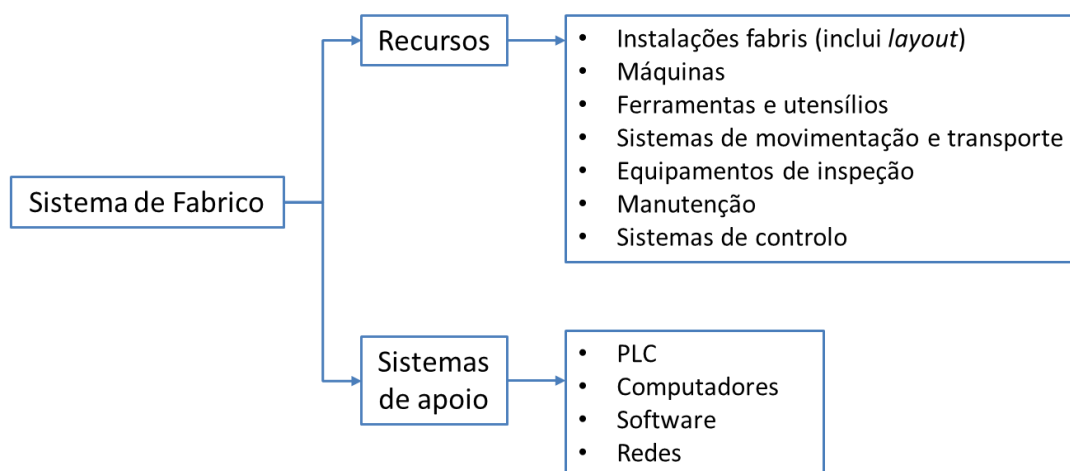 Sistema de Fabrico
Recursos
• Instalações fabris (inclui layout)
• Máquinas
• Ferramentas e utensílios
• Sistemas de movimentação e transporte
• Equipamentos de inspeção
• Manutenção
• Sistemas de controlo
Sistemas
de apoio
• PLC
• Computadores
• Software
• Redes